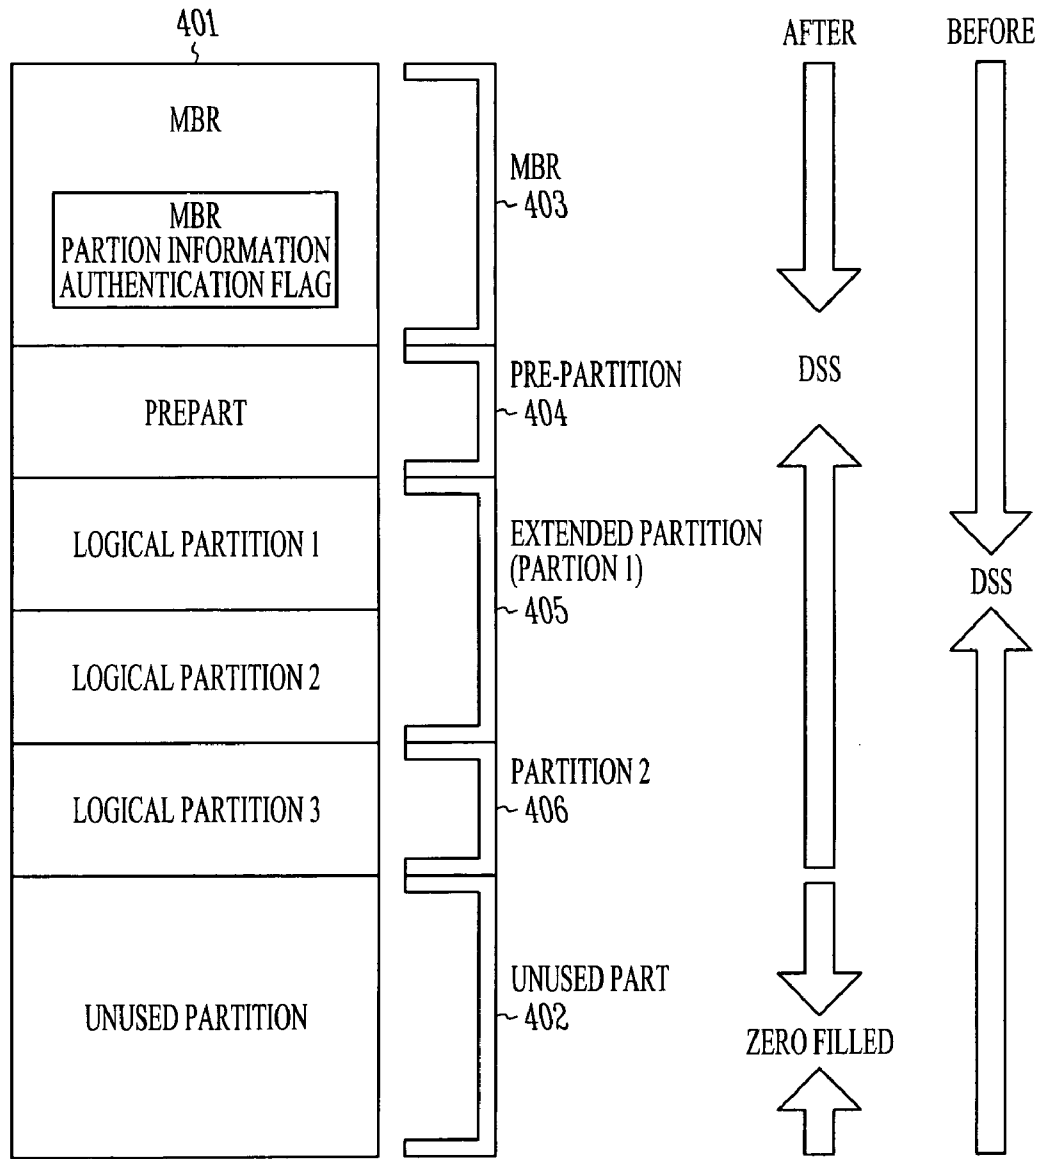 401
AFTER
BEFORE
MBR
MBR
PARTION INFORMATION
AUTHENTICATION FLAG
MBR
403
PREPART
PRE-PARTITION
404
DSS
LOGICAL PARTITION 1
EXTENDED PARTITION
(PARTION 1)
405
DSS
LOGICAL PARTITION 2
LOGICAL PARTITION 3
PARTITION 2
406
UNUSED PARTITION
UNUSED PART
402
ZERO FILLED